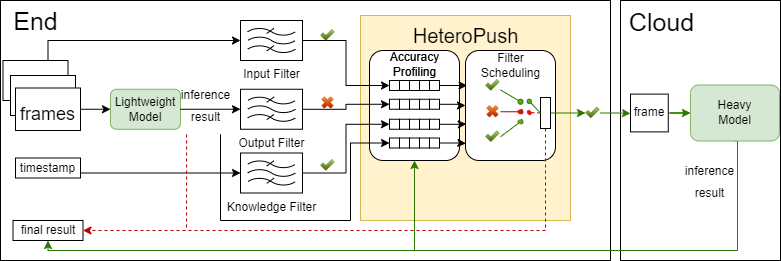 End
Cloud
HeteroPush
Input Filter
Accuracy
Profiling
Filter
Scheduling
frames
Lightweight
Model
inference
result
Output Filter
frame
Heavy
Model
timestamp
Knowledge Filter
inference
result
final result